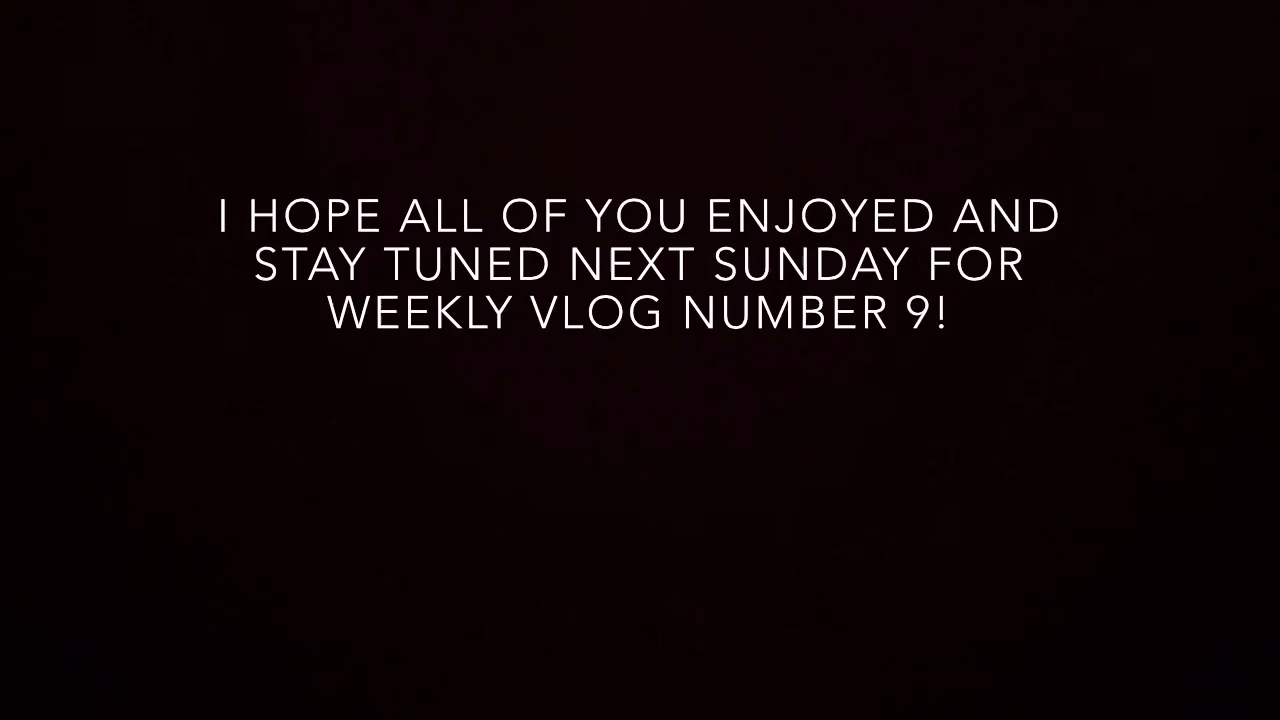 I HOPE ALL OF YOU ENJOYED AND
STAY TUNED NEXT SUNDAY FOR
WEEKLY VLOG NUMBER 9!